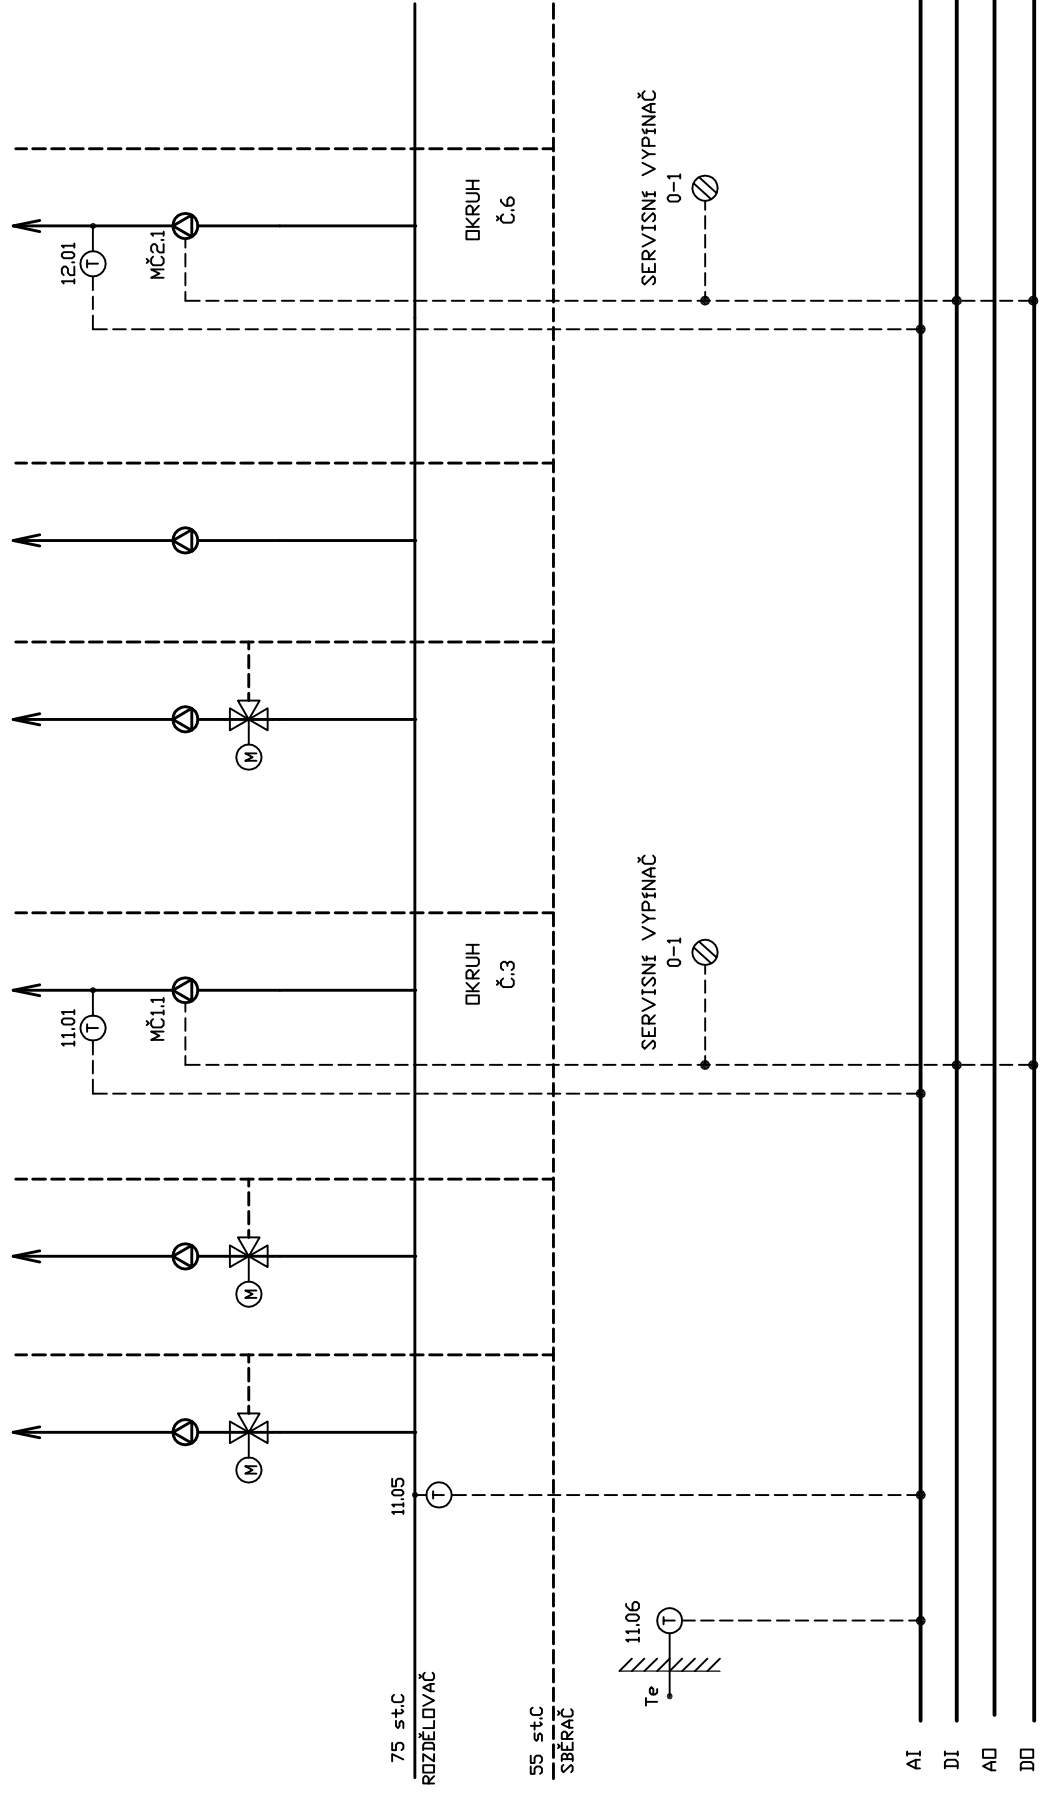 75 st.C
ROZDĚLOVAČ
55 st.C
SBĚRAČ
Te
11.06
T
11.05
T
M
M
11.01
T
MČ1.1
OKRUH
Č.3
SERVISNÍ VYPÍNAČ
0-1
M
12.01
T
MČ2.1
OKRUH
Č.6
SERVISNÍ VYPÍNAČ
0-1
AI
DI
AO
DO